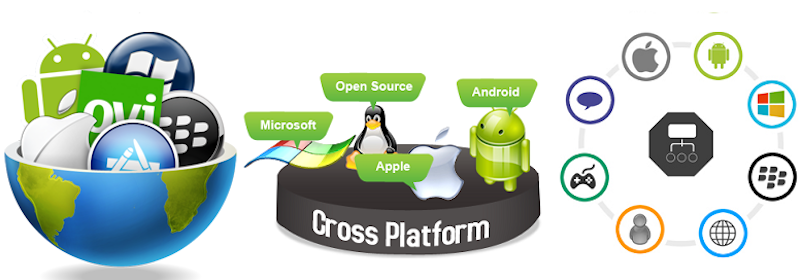 ovi
Open Source
Android
Microsoft
Apple
Cross Platform